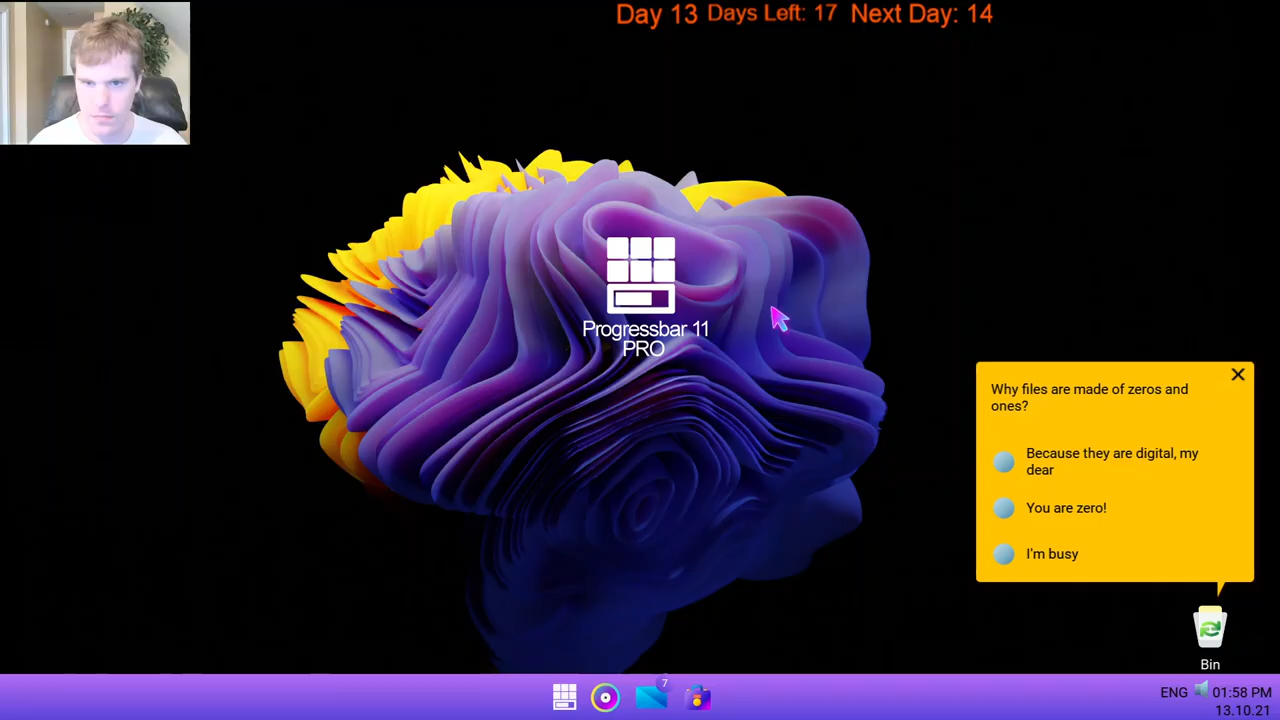 Day 13 Days Left: 17 Next Day: 14
Progressbar 11
PRO
Why files are made of zeros and
ones?
Because they are digital, my
dear
You are zero!
I'm busy
Bin
7
ENG 01:58 PM
13.10.21